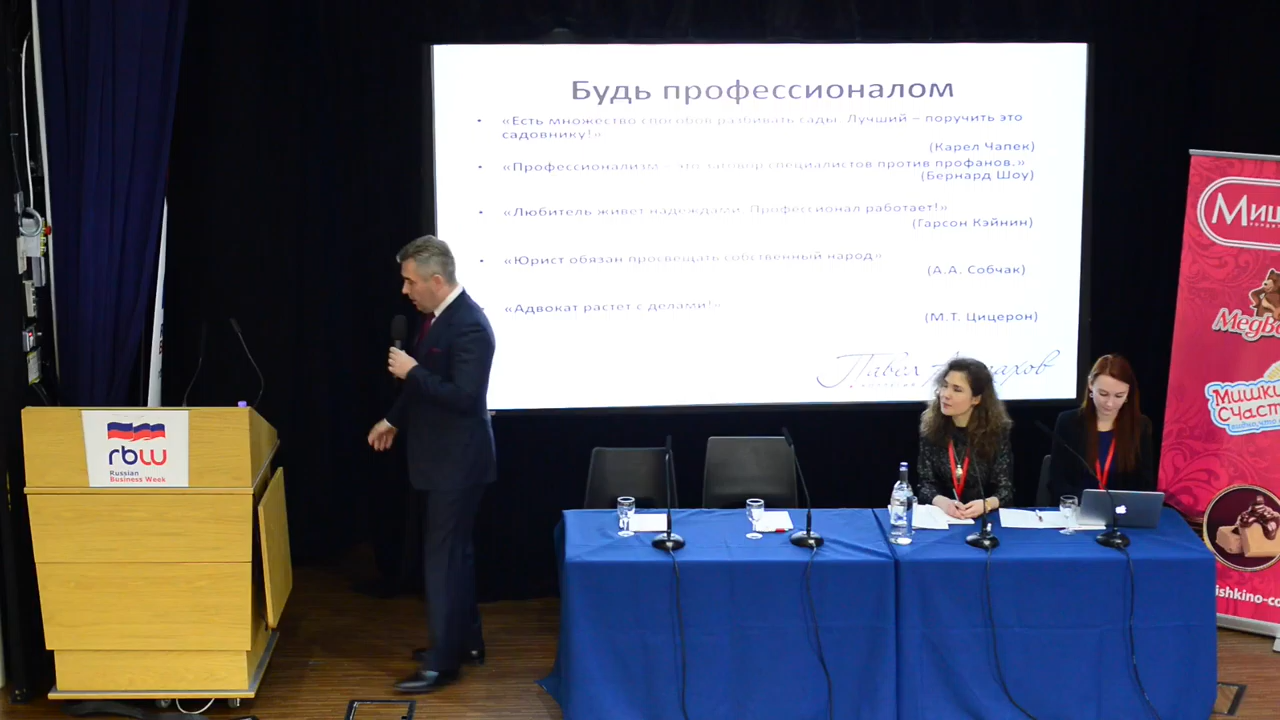 Будь профессионалом
• «Есть множество способов разбивать сады. Лучший – поручить это
садовнику!»
(Карел Чапек)
• «Профессионализм – это заговор специалистов против профанов.»
(Бернард Шоу)
• «Любитель живет надеждами. Профессионал работает!»
(Гарсон Кэйнин)
• «Юрист обязан просвещать собственный народ»
(А.А. Собчак)
«Адвокат растет с делами!»
(М.Т. Цицерон)
Павел
rbw
Russian
Business Week
Миш
МедВе
Мишки
Счаст
ishkino-co